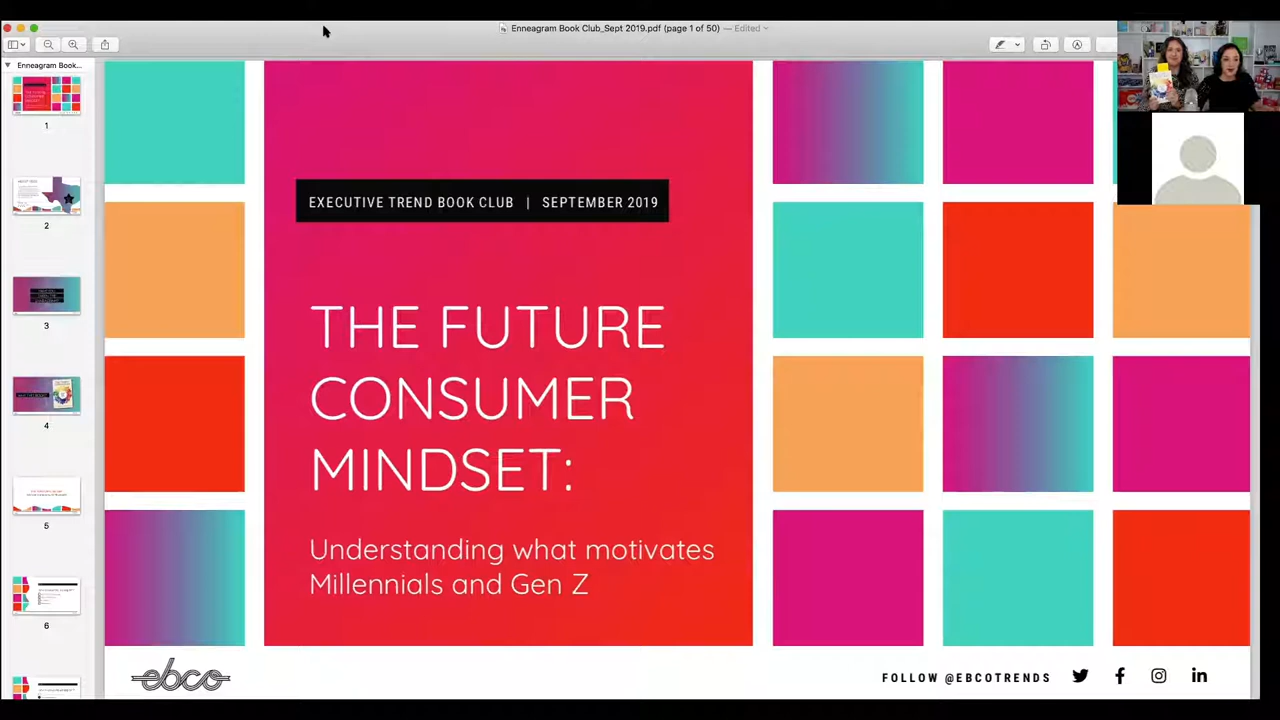 Enneagram Book Club_Sept 2019.pdf (page 1 of 50) — Edited
Enneagram Book...
1
2
3
4
5
6
EXECUTIVE TREND BOOK CLUB | SEPTEMBER 2019
THE FUTURE
CONSUMER
MINDSET:
Understanding what motivates
Millennials and Gen Z
ebco
FOLLOW @EBCOTRENDS